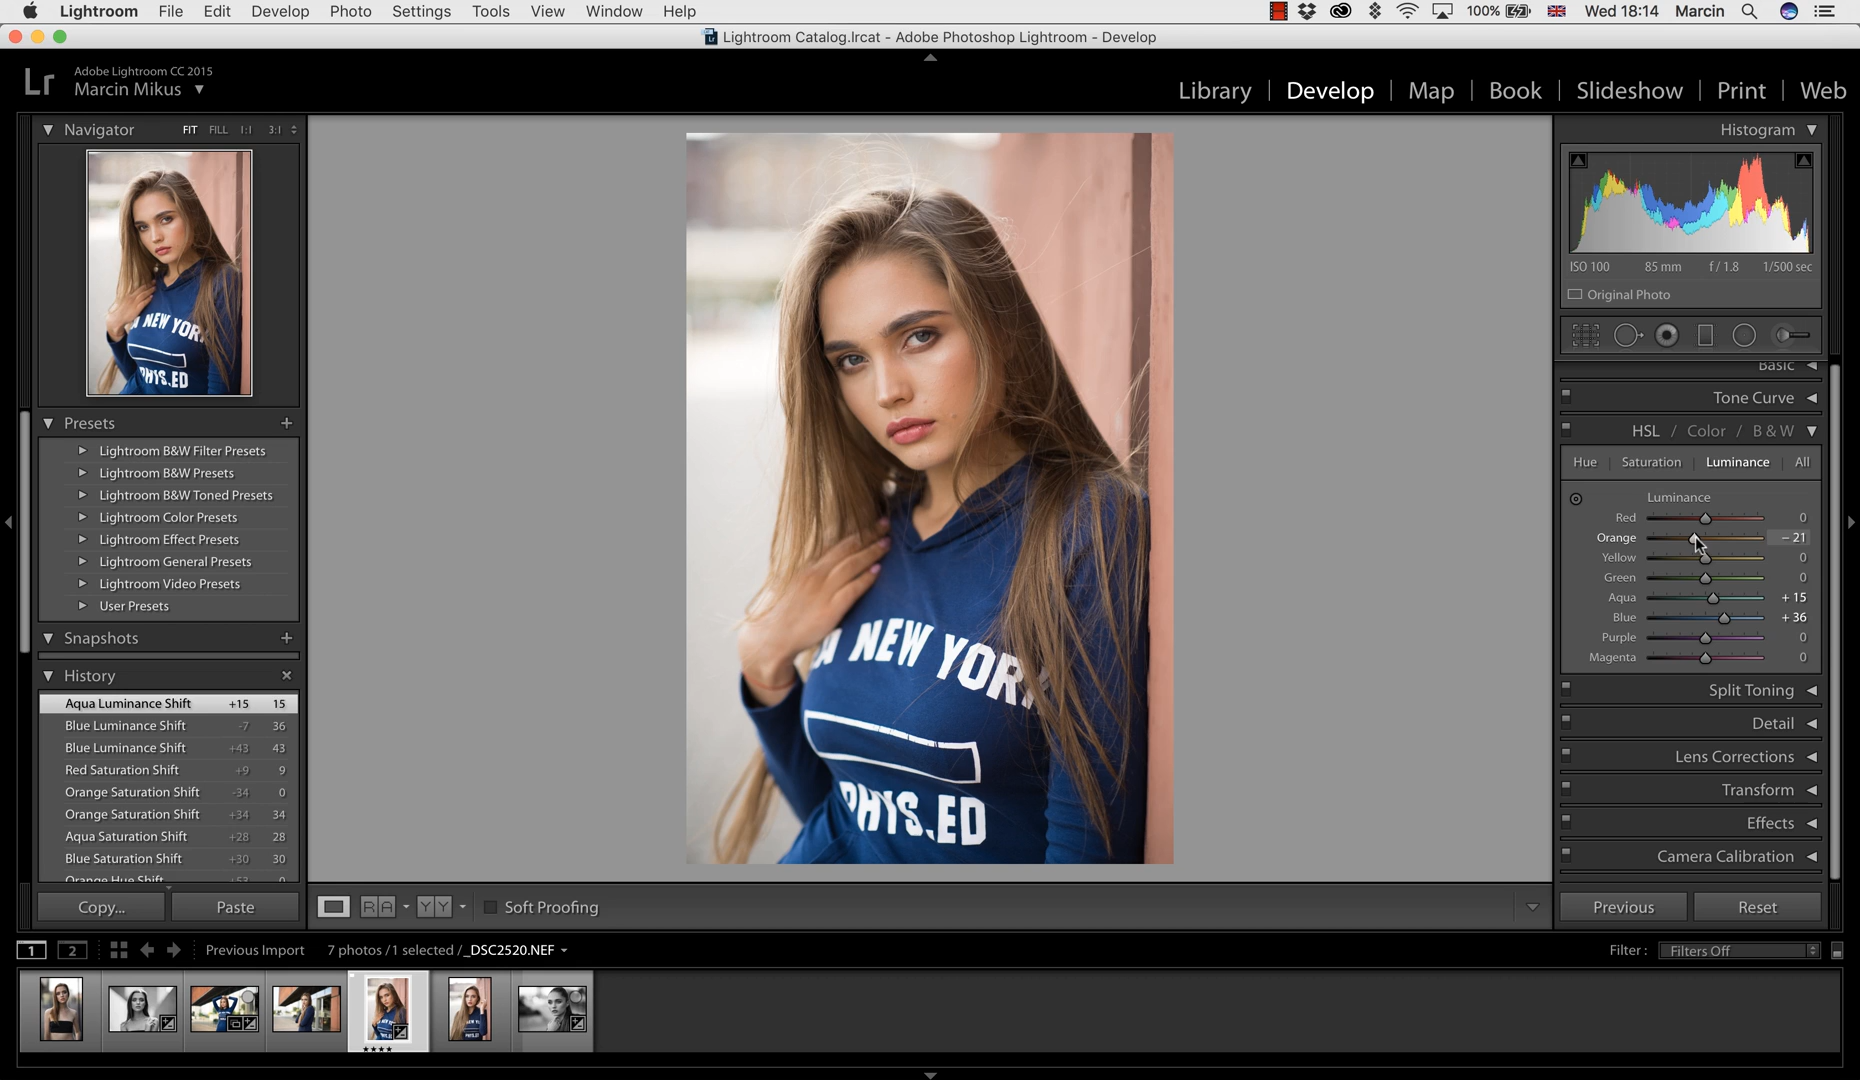 Lightroom File Edit Develop Photo Settings Tools View Window Help 100% Wed 18:14 Marcin
Lightroom Catalog.lrcat - Adobe Photoshop Lightroom - Develop
Lr Adobe Lightroom CC 2015
Marcin Mikus
Library | Develop | Map | Book | Slideshow | Print | Web
Navigator FIT FILL 1:1 3:1
Presets +
Lightroom B&W Filter Presets
Lightroom B&W Presets
Lightroom B&W Toned Presets
Lightroom Color Presets
Lightroom Effect Presets
Lightroom General Presets
Lightroom Video Presets
User Presets
Snapshots +
History ×
Aqua Luminance Shift +15 15
Blue Luminance Shift -7 36
Blue Luminance Shift +43 43
Red Saturation Shift +9 9
Orange Saturation Shift -34 0
Orange Saturation Shift +34 34
Aqua Saturation Shift +28 28
Blue Saturation Shift +30 30
Orange Hue Shift +53 0
Copy... Paste
A NEW YORK
PHYS.ED
RA YY Soft Proofing
Histogram
ISO 100 85 mm f / 1.8 1/500 sec
Original Photo
Basic
Tone Curve
HSL / Color / B & W
Hue | Saturation | Luminance | All
Luminance
Red 0
Orange - 21
Yellow 0
Green 0
Aqua + 15
Blue + 36
Purple 0
Magenta 0
Split Toning
Detail
Lens Corrections
Transform
Effects
Camera Calibration
Previous Reset
1 2 Previous Import 7 photos / 1 selected / _DSC2520.NEF Filter : Filters Off